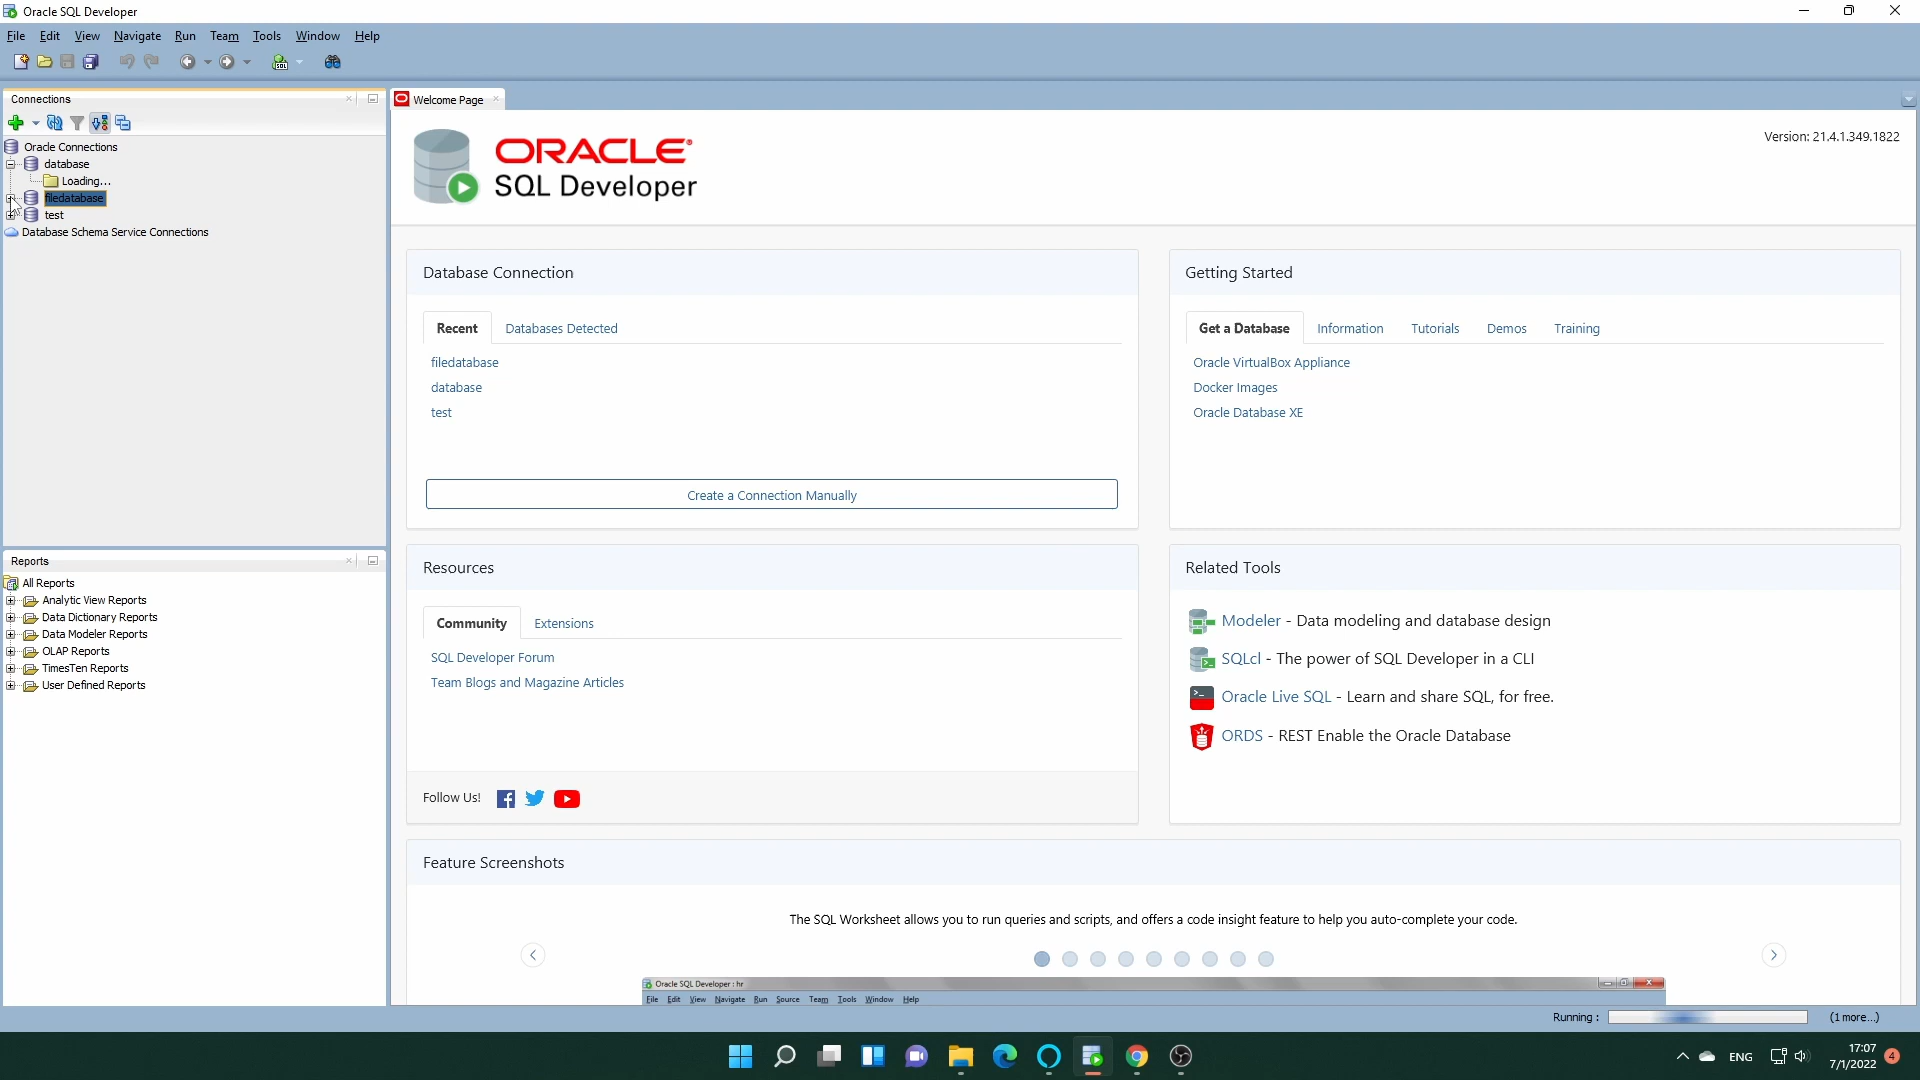 Oracle SQL Developer
File Edit View Navigate Run Team Tools Window Help
Connections
Oracle Connections
database
Loading...
filedatabase
test
Database Schema Service Connections
Reports
All Reports
Analytic View Reports
Data Dictionary Reports
Data Modeler Reports
OLAP Reports
TimesTen Reports
User Defined Reports
Welcome Page
ORACLE
SQL Developer
Version: 21.4.1.349.1822
Database Connection
Recent Databases Detected
filedatabase
database
test
Create a Connection Manually
Getting Started
Get a Database Information Tutorials Demos Training
Oracle VirtualBox Appliance
Docker Images
Oracle Database XE
Resources
Community Extensions
SQL Developer Forum
Team Blogs and Magazine Articles
Follow Us!
Related Tools
Modeler - Data modeling and database design
SQLcl - The power of SQL Developer in a CLI
Oracle Live SQL - Learn and share SQL, for free.
ORDS - REST Enable the Oracle Database
Feature Screenshots
The SQL Worksheet allows you to run queries and scripts, and offers a code insight feature to help you auto-complete your code.
Oracle SQL Developer : hr
File Edit View Navigate Run Source Team Tools Window Help
Running : (1 more...)
ENG
17:07
7/1/2022
4